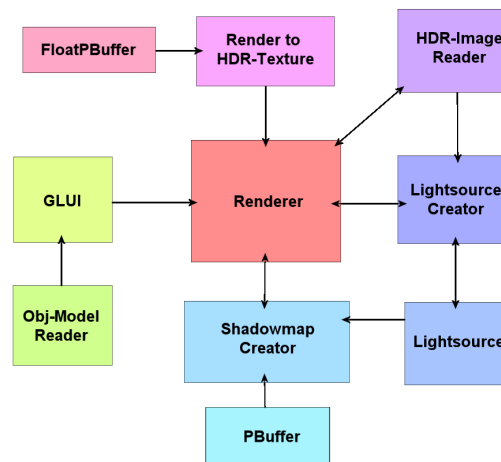 FloatPBuffer
Render to
HDR-Texture
HDR-Image
Reader
GLUI
Renderer
Lightsource
Creator
Obj-Model
Reader
Shadowmap
Creator
Lightsource
PBuffer